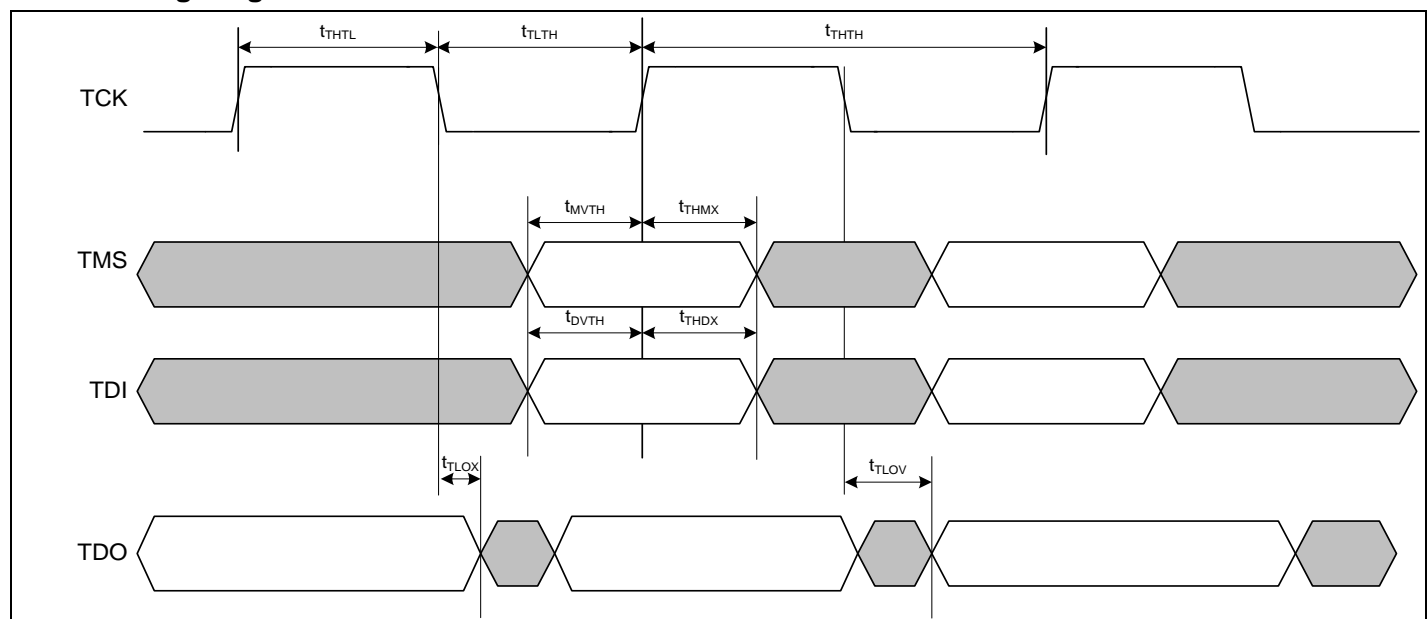 tTHTL tTLTH tTHTH
TCK
tMVTH tTHMX
TMS
tDVTH tTHDX
TDI
tTLOX tTLOV
TDO